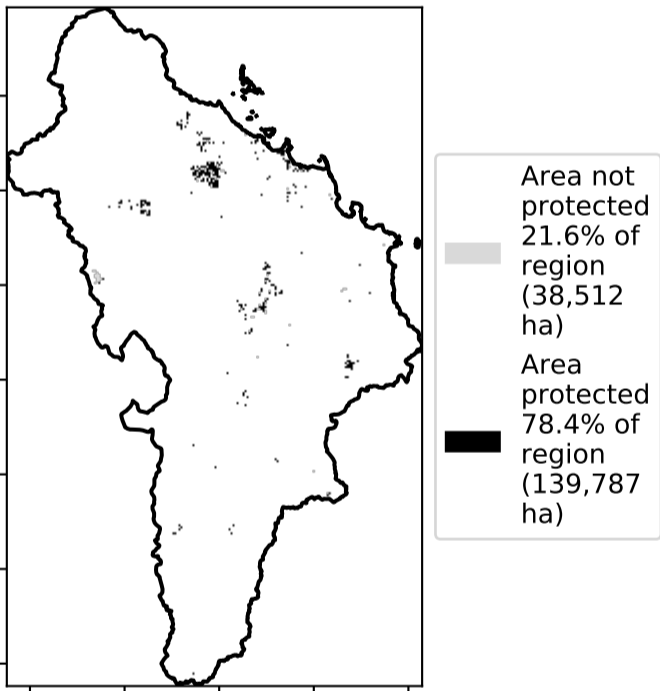 Area not
protected
21.6% of
region
(38,512
ha)
Area
protected
78.4% of
region
(139,787
ha)